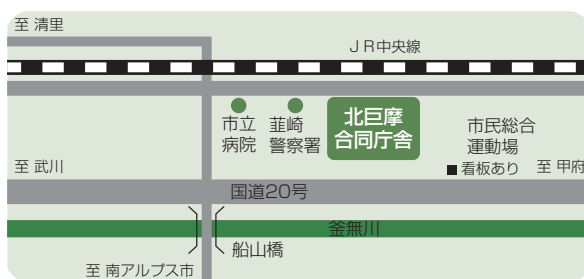 至 清里
JR中央線
市立
病院
韮崎
警察署
北巨摩
合同庁舎
市民総合
運動場
■看板あり
至 武川
至 甲府
国道20号
釜無川
船山橋
至 南アルプス市